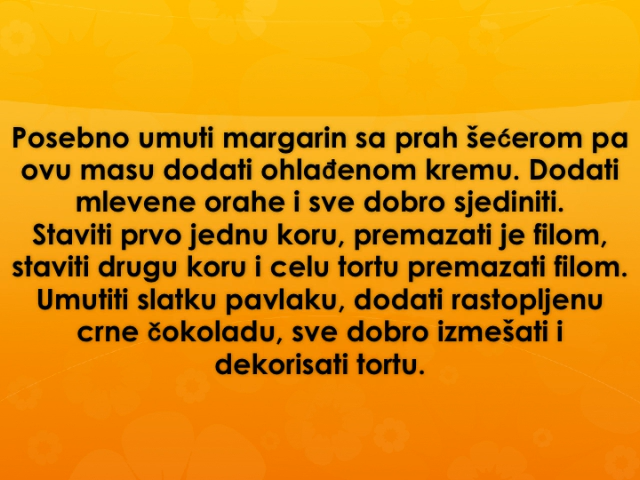 Posebno umuti margarin sa prah šećerom pa
ovu masu dodati ohlađenom kremu. Dodati
mlevene orahe i sve dobro sjediniti.
Staviti prvo jednu koru, premazati je filom,
staviti drugu koru i celu tortu premazati filom.
Umutiti slatku pavlaku, dodati rastopljenu
crne čokoladu, sve dobro izmešati i
dekorisati tortu.